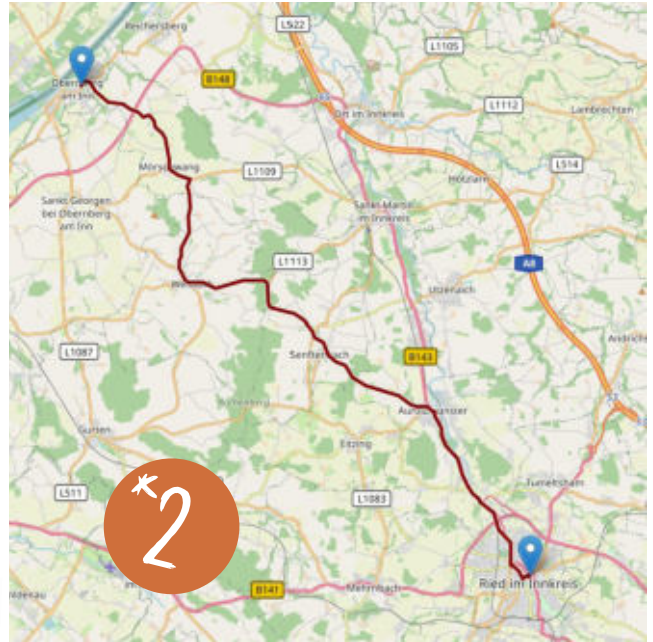 Reichersberg
L522
L1105
Obernberg
am Inn
B148
L1112
Lambrechten
Ort im Innkreis
Mörschwang
L1109
L514
Hötzlarn
Sankt Georgen
bei Obernberg
am Inn
Sankt Martin
im Innkreis
L1113
A8
Utzenaich
L1087
Senftenbach
B143
Andrichs
Aurolzmünster
Gurten
Eitzing
*2
L511
L1083
Tumeltsham
B141
Mehrnbach
Ried im Innkreis